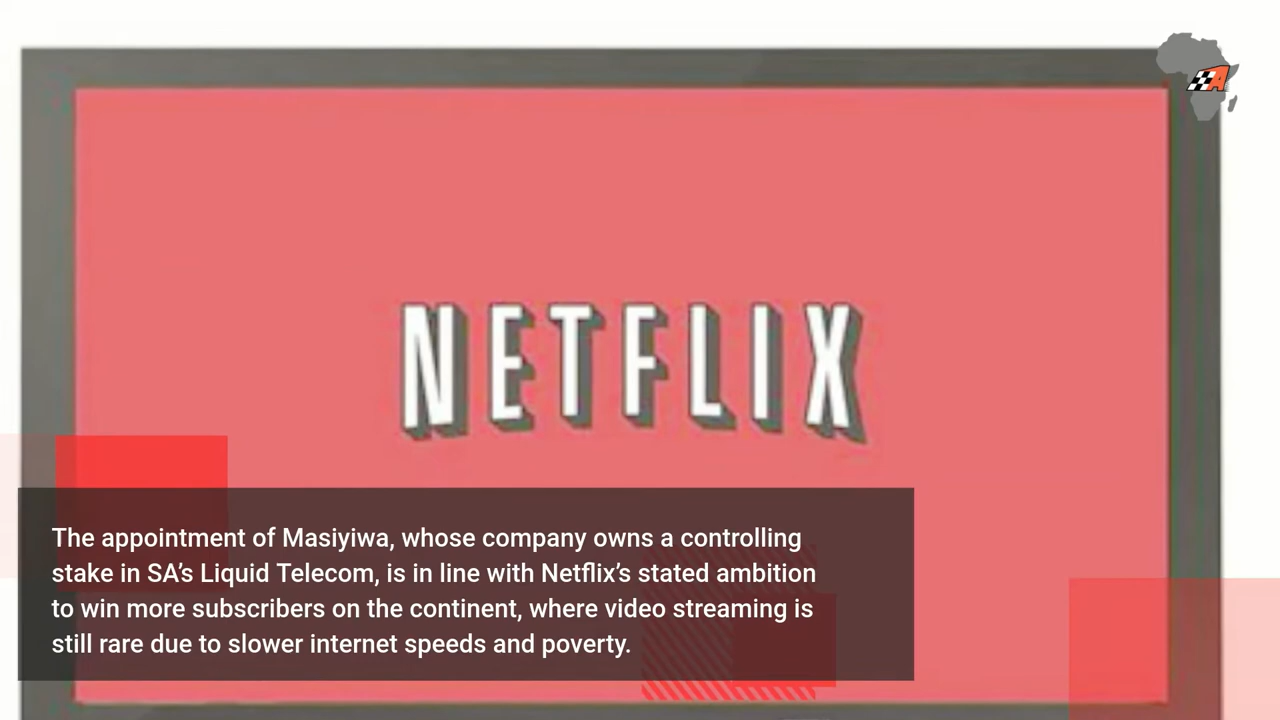 NETFLIX
The appointment of Masiyiwa, whose company owns a controlling
stake in SA’s Liquid Telecom, is in line with Netflix’s stated ambition
to win more subscribers on the continent, where video streaming is
still rare due to slower internet speeds and poverty.